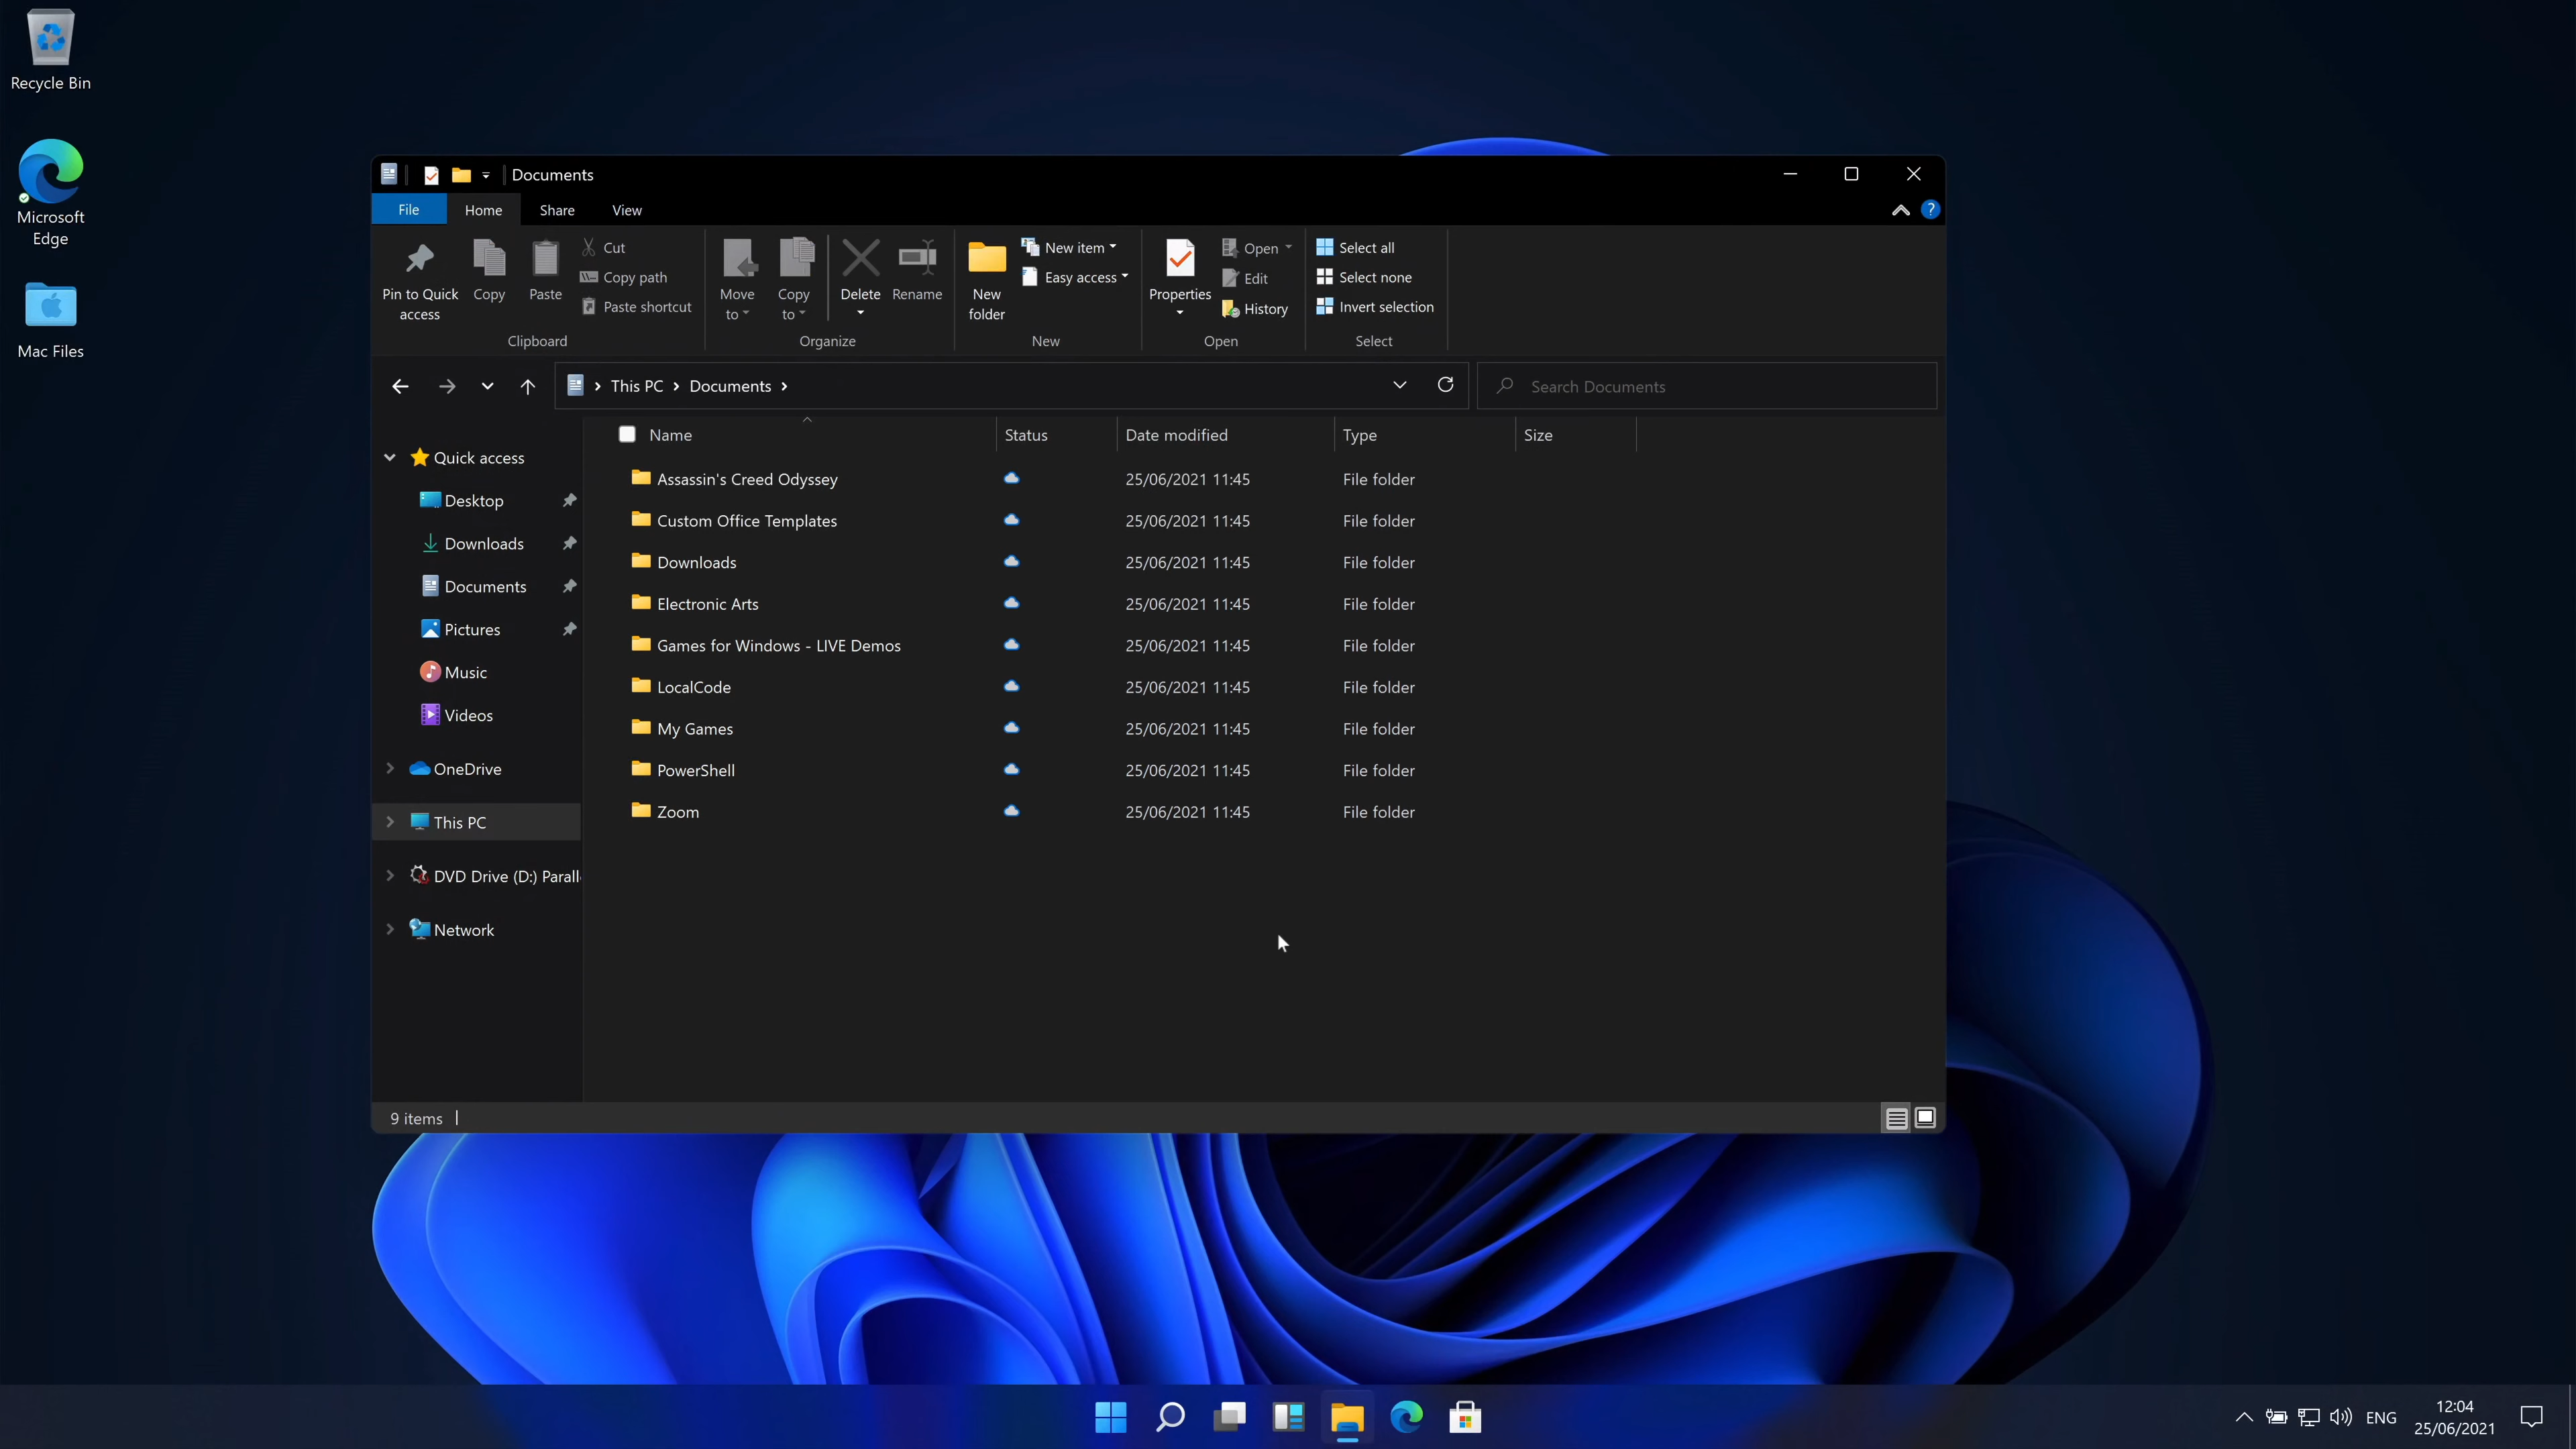 Recycle Bin
Microsoft
Edge
Mac Files
Documents
File Home Share View
Pin to Quick
access
Copy
Paste
Cut
Copy path
Paste shortcut
Clipboard
Move
to
Copy
to
Delete
Rename
Organize
New
folder
New item
Easy access
New
Properties
Open
Edit
History
Open
Select all
Select none
Invert selection
Select
This PC Documents
Search Documents
Quick access
Desktop
Downloads
Documents
Pictures
Music
Videos
OneDrive
This PC
DVD Drive (D:) Parall
Network
Name Status Date modified Type Size
Assassin's Creed Odyssey 25/06/2021 11:45 File folder
Custom Office Templates 25/06/2021 11:45 File folder
Downloads 25/06/2021 11:45 File folder
Electronic Arts 25/06/2021 11:45 File folder
Games for Windows - LIVE Demos 25/06/2021 11:45 File folder
LocalCode 25/06/2021 11:45 File folder
My Games 25/06/2021 11:45 File folder
PowerShell 25/06/2021 11:45 File folder
Zoom 25/06/2021 11:45 File folder
9 items
ENG
12:04
25/06/2021